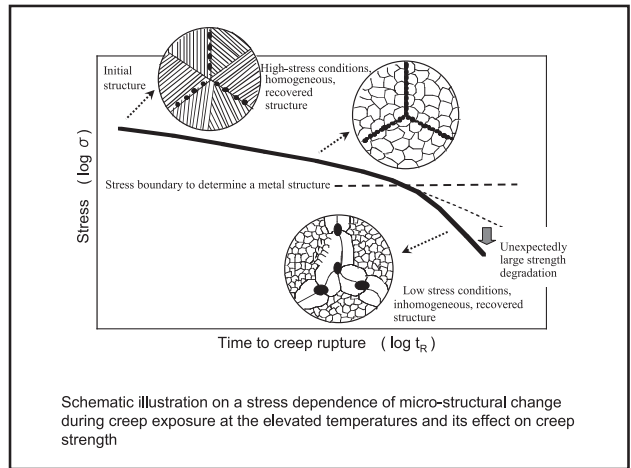 Initial
structure
High-stress conditions,
homogeneous,
recovered
structure
Stress ( log σ )
Stress boundary to determine a metal structure
Unexpectedly
large strength
degradation
Low stress conditions,
inhomogeneous, recovered
structure
Time to creep rupture ( log tR )
Schematic illustration on a stress dependence of micro-structural change
during creep exposure at the elevated temperatures and its effect on creep
strength